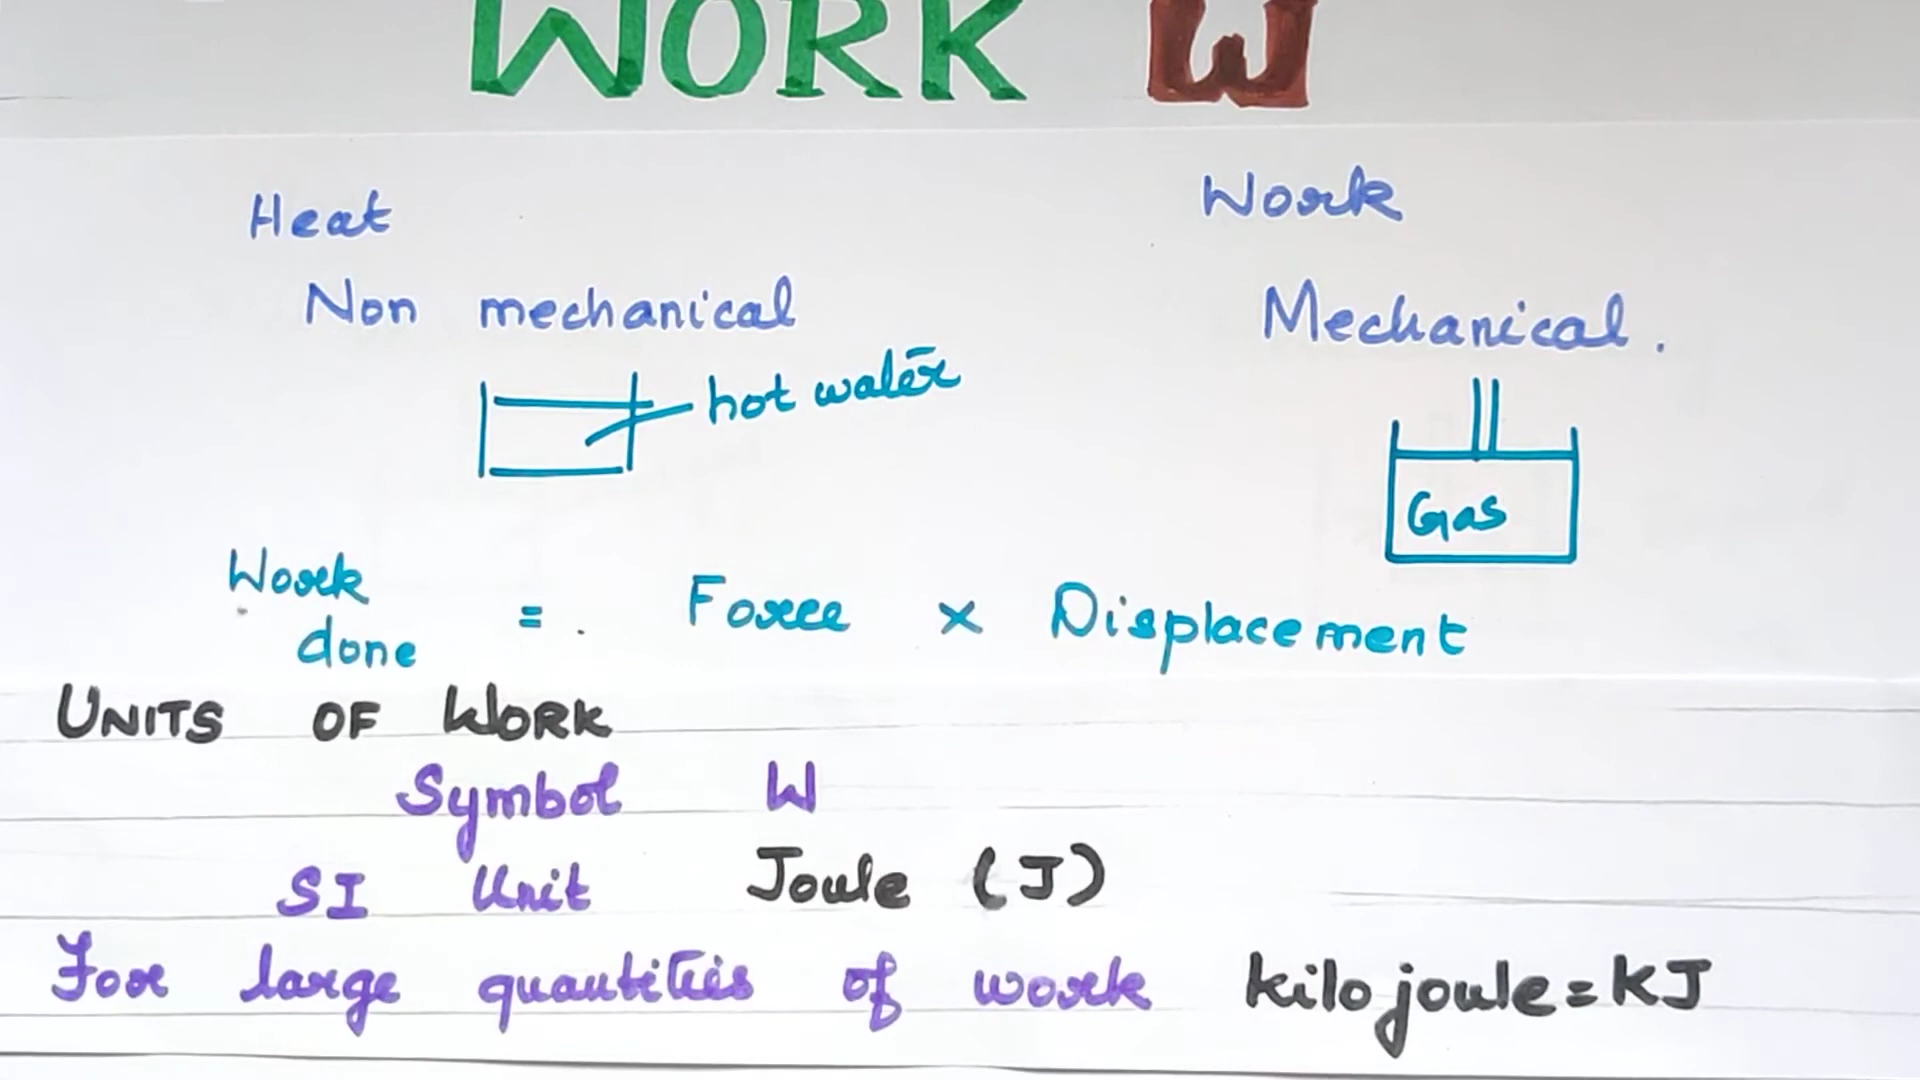 WORK W
Heat
Non mechanical
hot water
Work
Mechanical.
Gas
Work done = Force × Displacement
UNITS OF WORK
Symbol W
SI Unit Joule (J)
For large quantities of work kilojoule = KJ